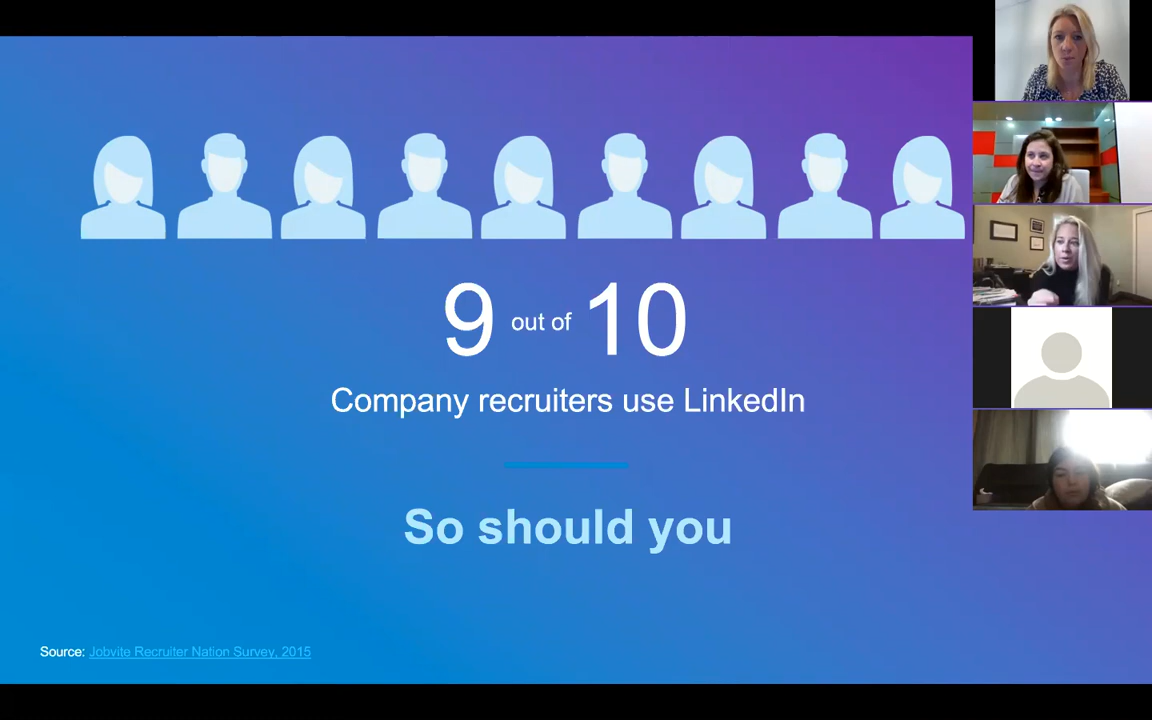 9 out of 10
Company recruiters use LinkedIn
So should you
Source: Jobvite Recruiter Nation Survey, 2015